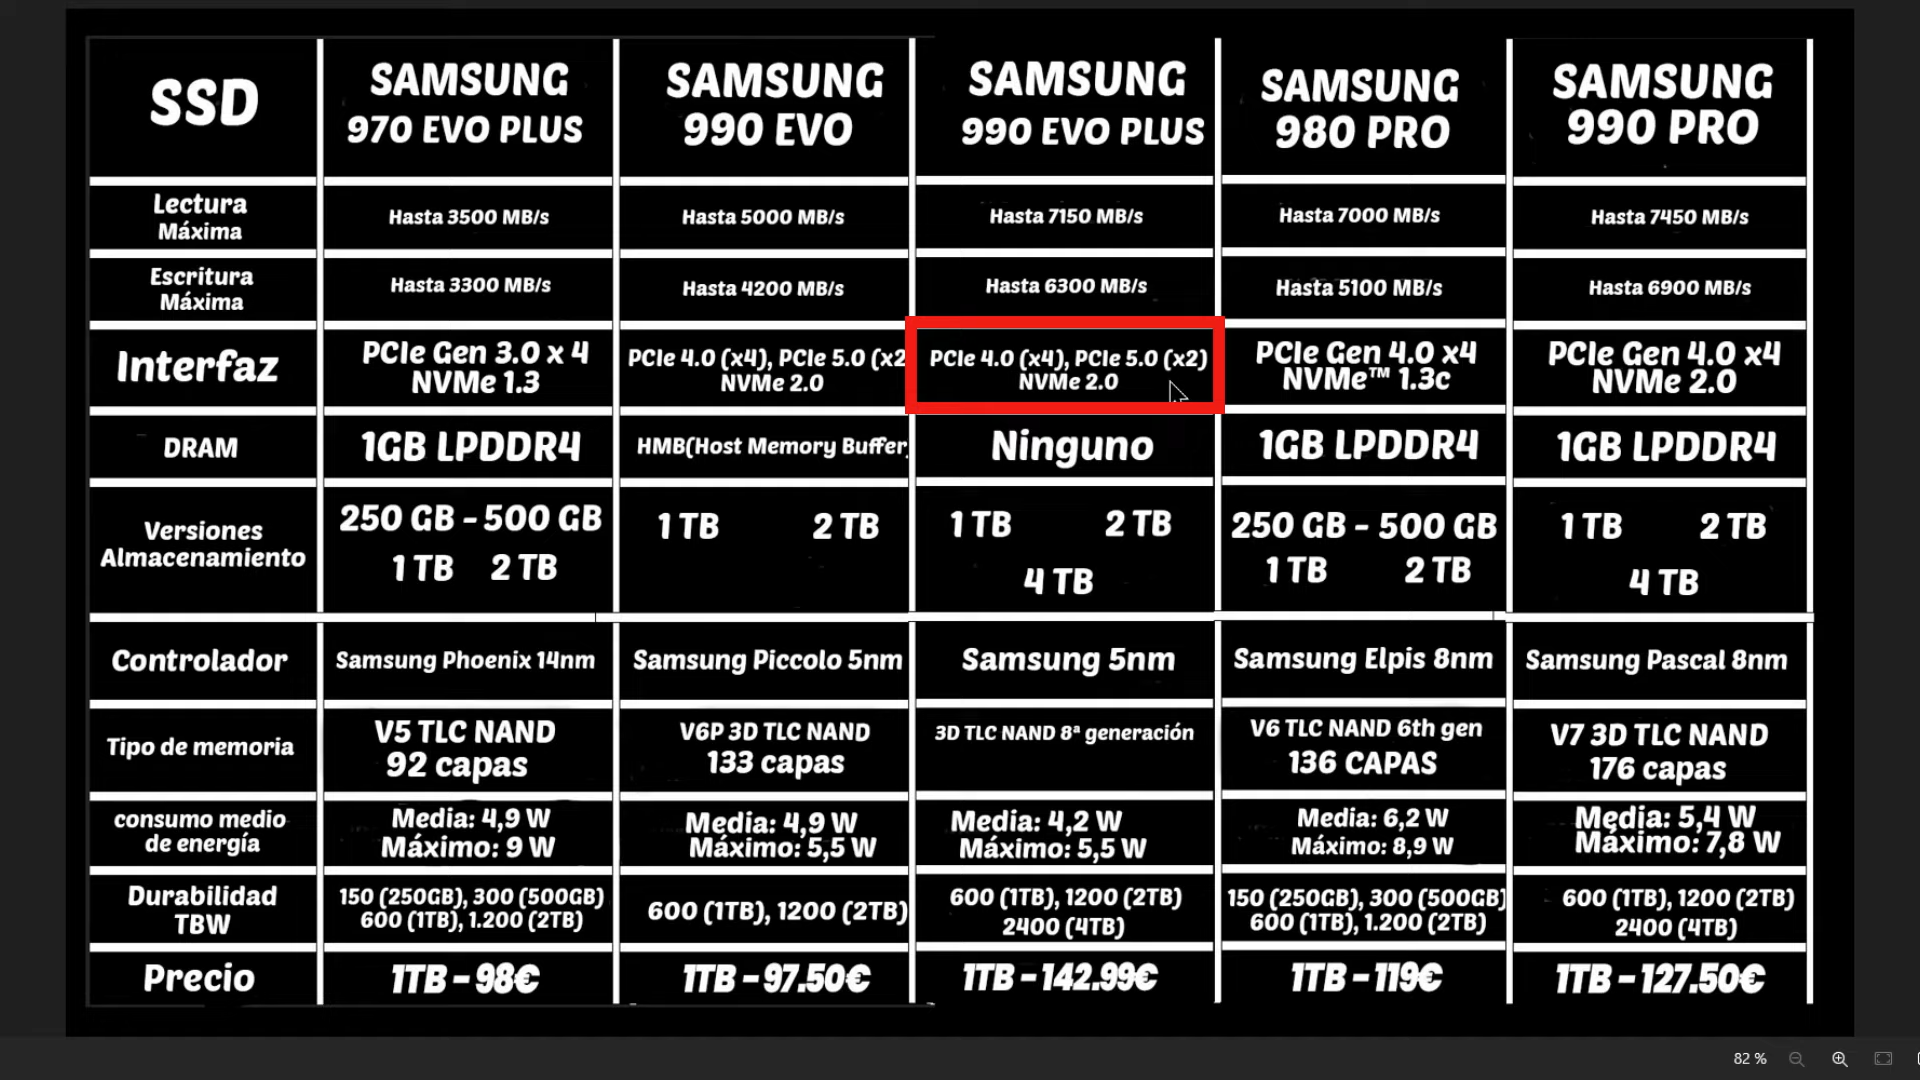 SSD
SAMSUNG
970 EVO PLUS
SAMSUNG
990 EVO
SAMSUNG
990 EVO PLUS
SAMSUNG
980 PRO
SAMSUNG
990 PRO
Lectura
Máxima
Hasta 3500 MB/s
Hasta 5000 MB/s
Hasta 7150 MB/s
Hasta 7000 MB/s
Hasta 7450 MB/s
Escritura
Máxima
Hasta 3300 MB/s
Hasta 4200 MB/s
Hasta 6300 MB/s
Hasta 5100 MB/s
Hasta 6900 MB/s
Interfaz
PCIe Gen 3.0 x 4
NVMe 1.3
PCIe 4.0 (x4), PCIe 5.0 (x2
NVMe 2.0
PCIe 4.0 (x4), PCIe 5.0 (x2)
NVMe 2.0
PCIe Gen 4.0 x4
NVMe™ 1.3c
PCIe Gen 4.0 x4
NVMe 2.0
DRAM
1GB LPDDR4
HMB(Host Memory Buffer
Ninguno
1GB LPDDR4
1GB LPDDR4
Versiones
Almacenamiento
250 GB - 500 GB
1 TB 2 TB
1 TB 2 TB
1 TB 2 TB
4 TB
250 GB - 500 GB
1 TB 2 TB
1 TB 2 TB
4 TB
Controlador
Samsung Phoenix 14nm
Samsung Piccolo 5nm
Samsung 5nm
Samsung Elpis 8nm
Samsung Pascal 8nm
Tipo de memoria
V5 TLC NAND
92 capas
V6P 3D TLC NAND
133 capas
3D TLC NAND 8ª generación
V6 TLC NAND 6th gen
136 CAPAS
V7 3D TLC NAND
176 capas
consumo medio
de energía
Media: 4,9 W
Máximo: 9 W
Media: 4,9 W
Máximo: 5,5 W
Media: 4,2 W
Máximo: 5,5 W
Media: 6,2 W
Máximo: 8,9 W
Media: 5,4 W
Máximo: 7,8 W
Durabilidad
TBW
150 (250GB), 300 (500GB)
600 (1TB), 1.200 (2TB)
600 (1TB), 1200 (2TB)
600 (1TB), 1200 (2TB)
2400 (4TB)
150 (250GB), 300 (500GB)
600 (1TB), 1.200 (2TB)
600 (1TB), 1200 (2TB)
2400 (4TB)
Precio
1TB - 98€
1TB - 97.50€
1TB - 142.99€
1TB - 119€
1TB - 127.50€
82 %